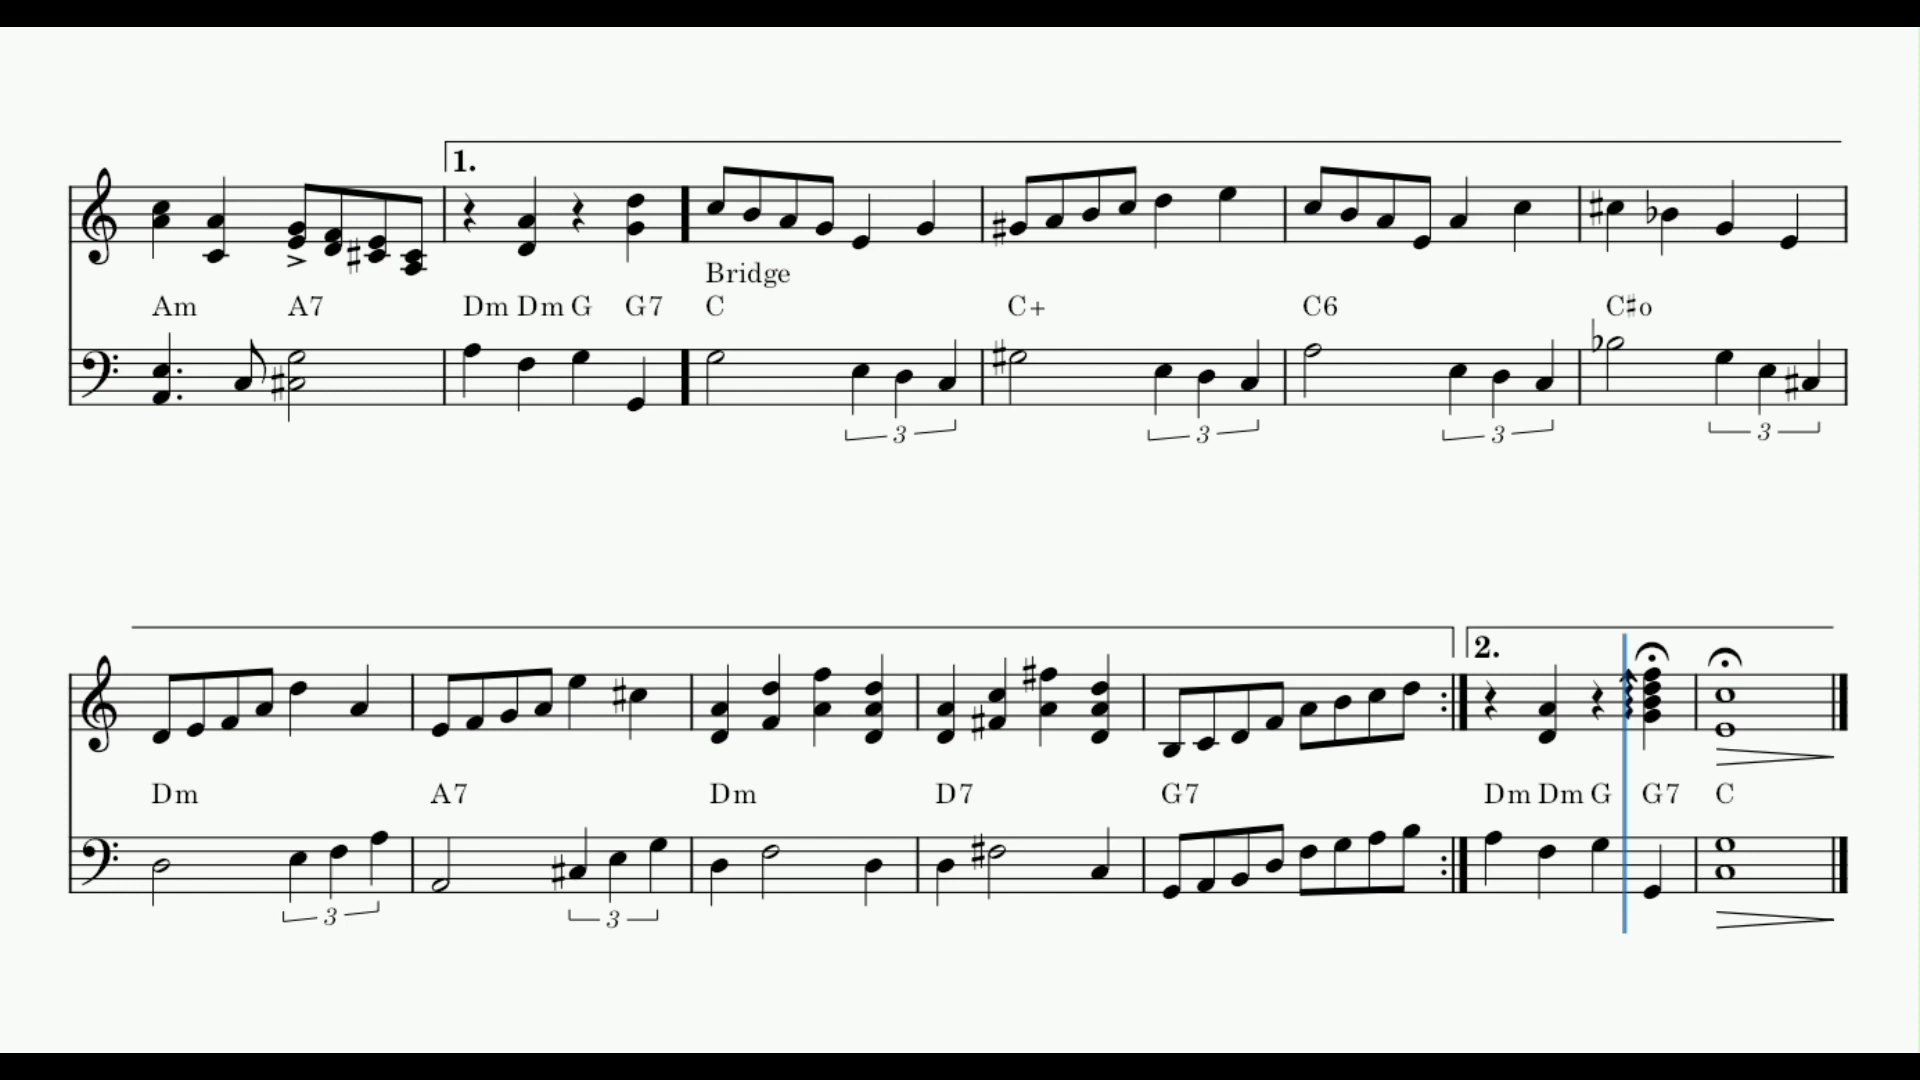 1.
Bridge
Am A7 Dm Dm G G7 C C+ C6 C♯o
3 3 3 3
2.
Dm A7 Dm D7 G7 Dm Dm G G7 C
3 3